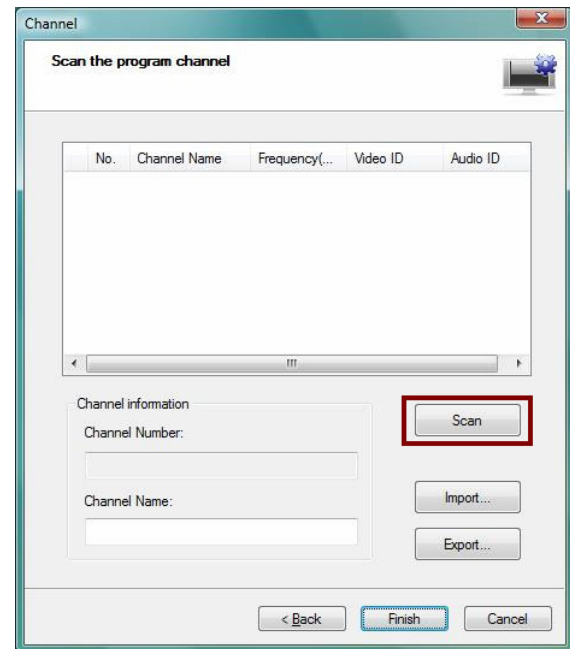 Channel
Scan the program channel
No. Channel Name Frequency(... Video ID Audio ID
Channel information
Channel Number:
Channel Name:
Scan
Import...
Export...
< Back Finish Cancel